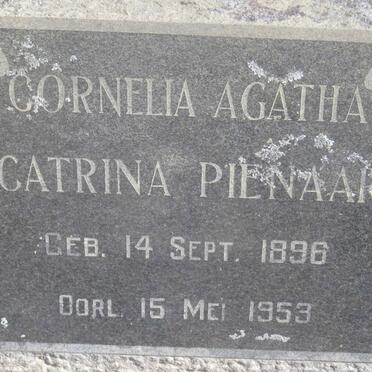 CORNELIA AGATHA
CATRINA PIENAAR
GEB. 14 SEPT. 1896
OORL. 15 MEI 1953